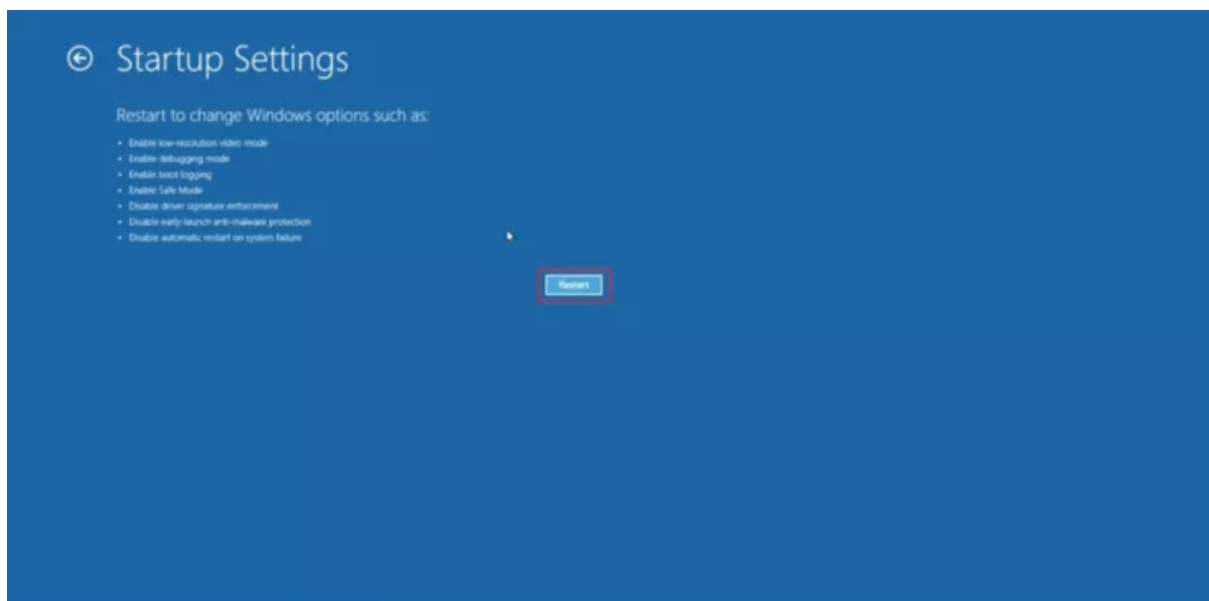 Startup Settings
Restart to change Windows options such as:
• Enable low-resolution video mode
• Enable debugging mode
• Enable boot logging
• Enable Safe Mode
• Disable driver signature enforcement
• Disable early-launch anti-malware protection
• Disable automatic restart on system failure
Restart